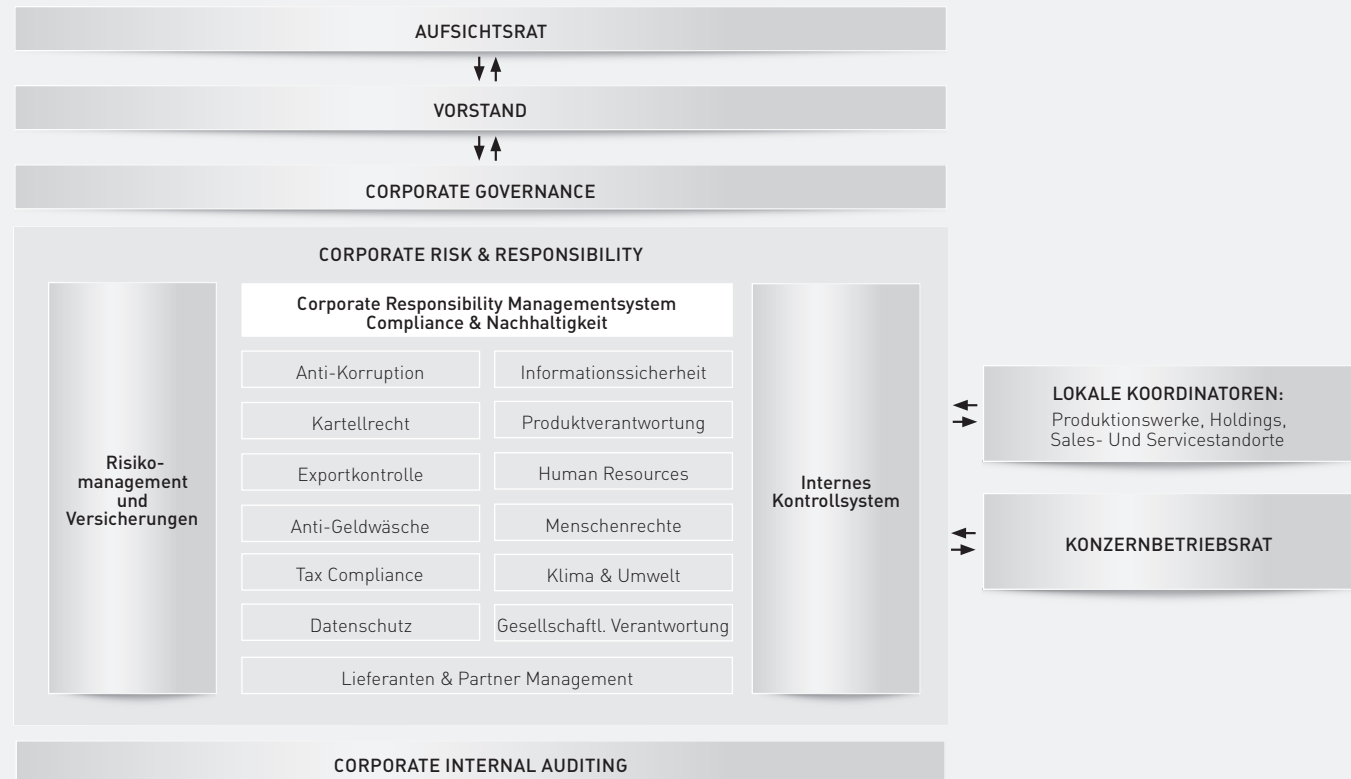 AUFSICHTSRAT
VORSTAND
CORPORATE GOVERNANCE
CORPORATE RISK & RESPONSIBILITY
Risiko-
management
und
Versicherungen
Corporate Responsibility Managementsystem
Compliance & Nachhaltigkeit
Anti-Korruption
Informationssicherheit
Kartellrecht
Produktverantwortung
Exportkontrolle
Human Resources
Anti-Geldwäsche
Menschenrechte
Tax Compliance
Klima & Umwelt
Datenschutz
Gesellschaftl. Verantwortung
Lieferanten & Partner Management
Internes
Kontrollsystem
LOKALE KOORDINATOREN:
Produktionswerke, Holdings,
Sales- Und Servicestandorte
KONZERNBETRIEBSRAT
CORPORATE INTERNAL AUDITING